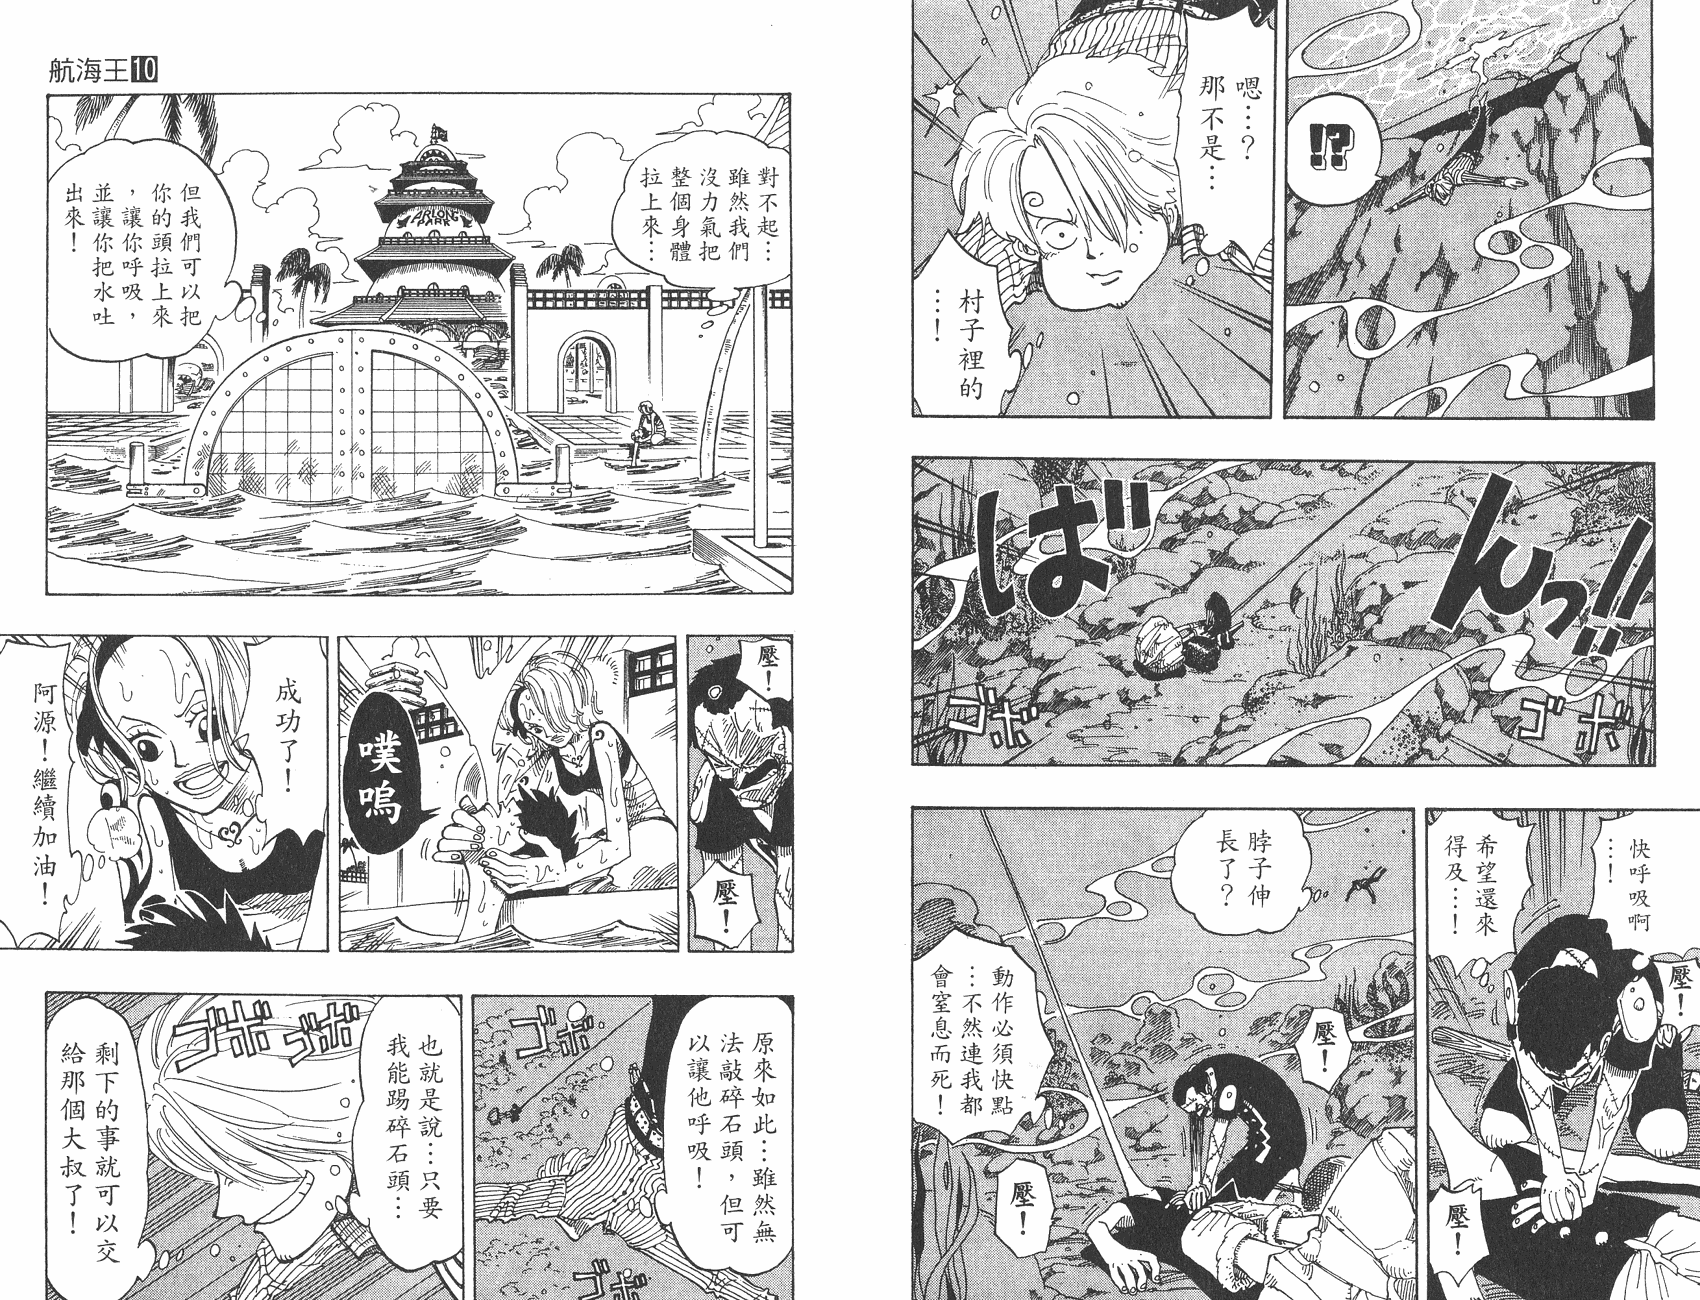 !?
嗯…?
那不是…
村子裡的
…!
ばんっ!!
ゴボ
ゴボ
快呼吸啊
…!
希望還來
得及…!
壓!
壓!
脖子伸
長了?
壓!
動作必須快點
…不然連我都
會窒息而死!
壓!
航海王10
對不起…
雖然我們
沒力氣把
整個身體
拉上來…
ARLONG
PARK
但我們可以把
你的頭拉上來
,讓你呼吸,
並讓你把水吐
出來!
壓!
壓!
噗
嗚
成功了!
阿源!繼續加油!
原來如此…雖然無
法敲碎石頭,但可
以讓他呼吸!
ゴボ
ゴボ
也就是說…只要
我能踢碎石頭…
ゴボ
ゴボ
剩下的事就可以交
給那個大叔了!